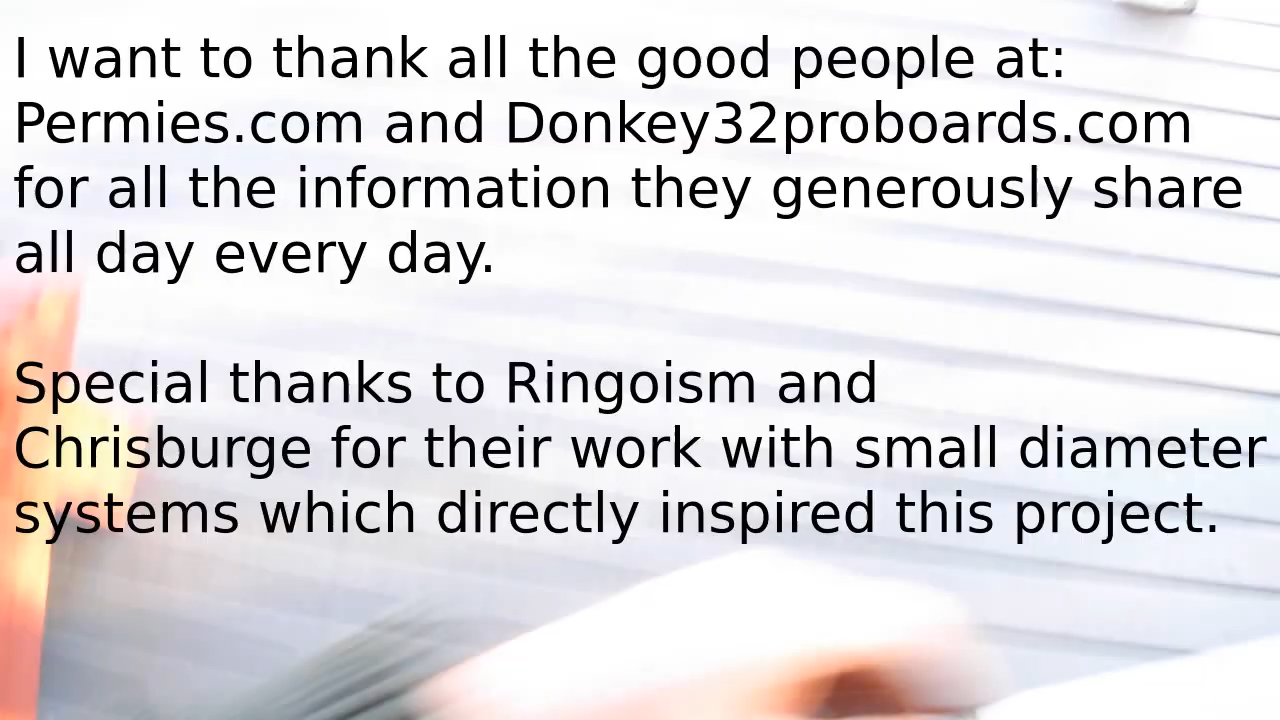 I want to thank all the good people at:
Permies.com and Donkey32proboards.com
for all the information they generously share
all day every day.
Special thanks to Ringoism and
Chrisburge for their work with small diameter
systems which directly inspired this project.